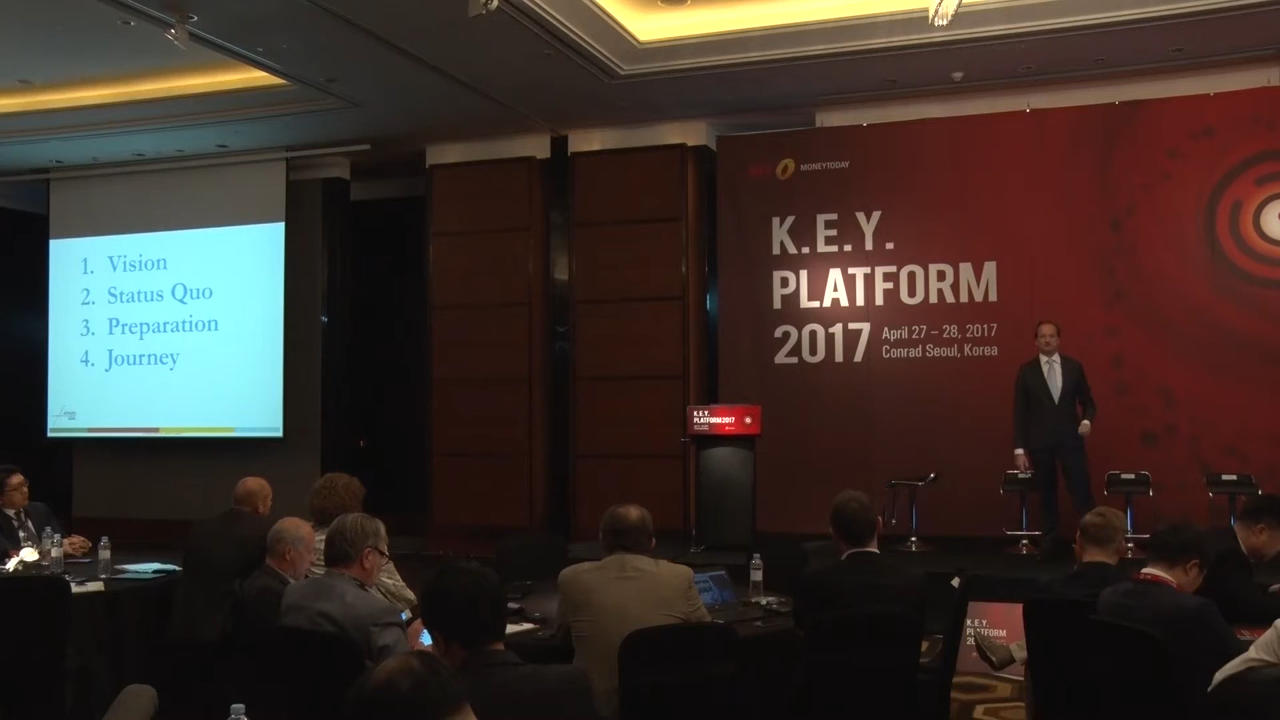 1. Vision
2. Status Quo
3. Preparation
4. Journey
MONEYTODAY
K.E.Y.
PLATFORM
2017 April 27 – 28, 2017
Conrad Seoul, Korea
K.E.Y.
PLATFORM2017
K.E.Y.
PLATFORM